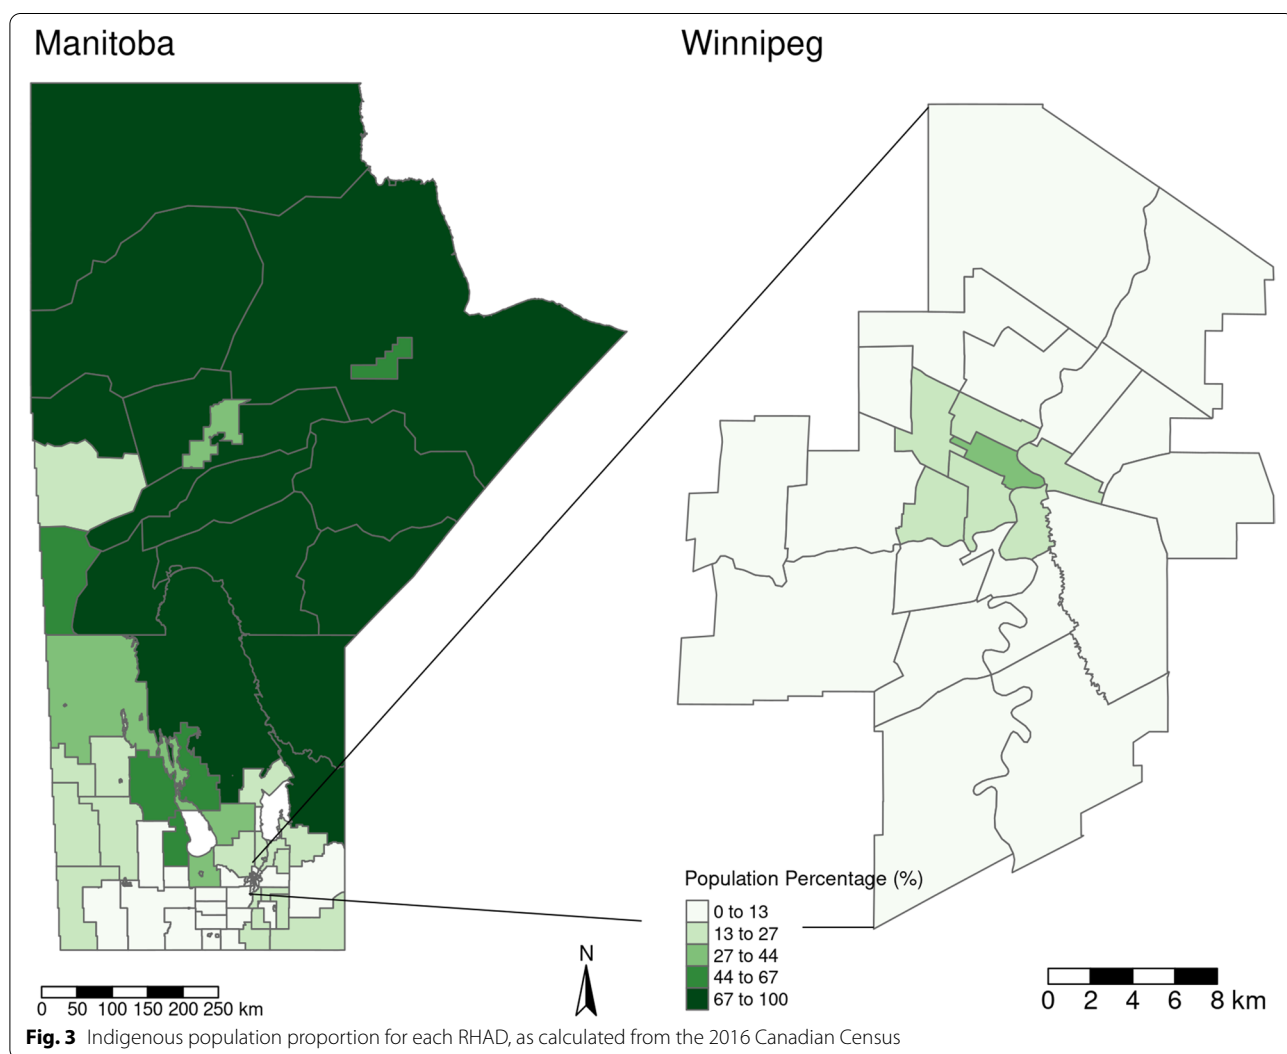 Manitoba
Winnipeg
Population Percentage (%)
0 to 13
13 to 27
27 to 44
44 to 67
67 to 100
N
0 50 100 150 200 250 km
0 2 4 6 8 km
Fig. 3 Indigenous population proportion for each RHAD, as calculated from the 2016 Canadian Census